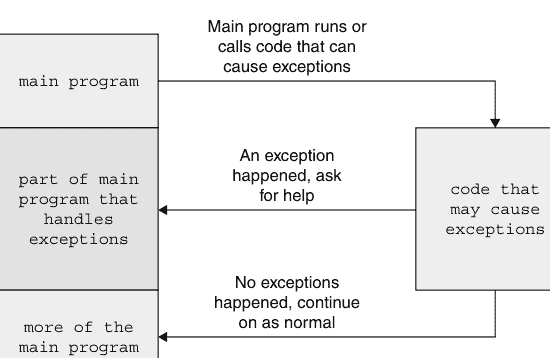 Main program runs or
calls code that can
cause exceptions
main program
An exception
happened, ask
for help
part of main
program that
handles
exceptions
code that
may cause
exceptions
No exceptions
happened, continue
on as normal
more of the
main program